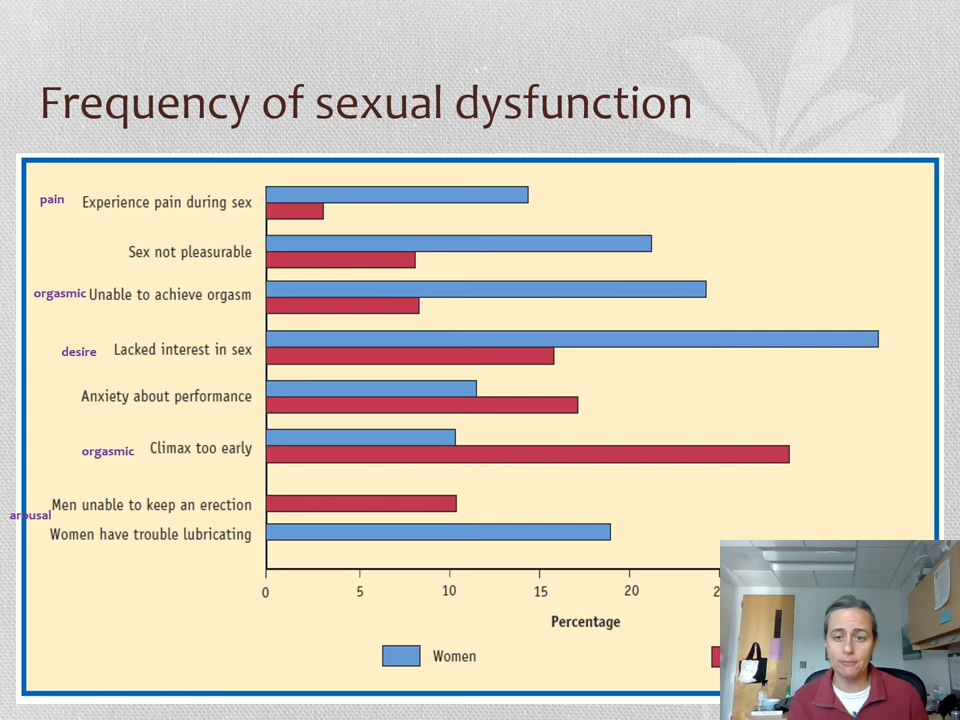 Frequency of sexual dysfunction
pain Experience pain during sex
Sex not pleasurable
orgasmic Unable to achieve orgasm
desire Lacked interest in sex
Anxiety about performance
orgasmic Climax too early
Men unable to keep an erection
arousal
Women have trouble lubricating
0 5 10 15 20
Percentage
Women